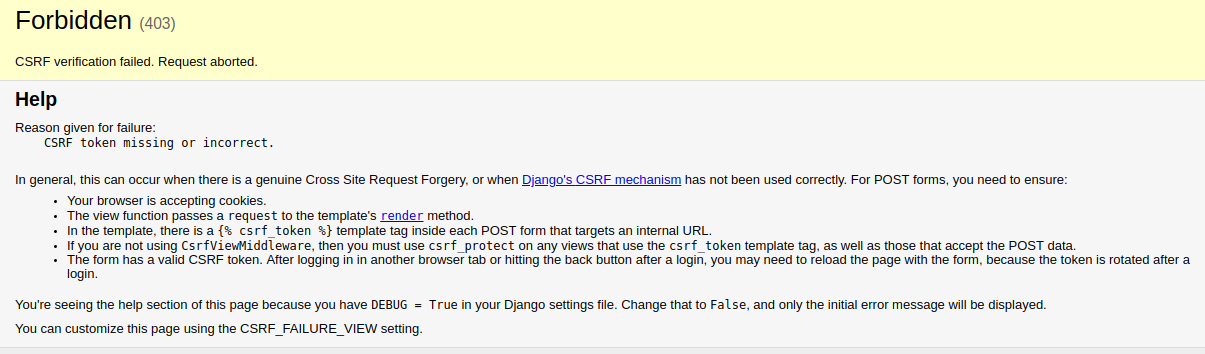 Forbidden (403)
CSRF verification failed. Request aborted.
Help
Reason given for failure:
CSRF token missing or incorrect.
In general, this can occur when there is a genuine Cross Site Request Forgery, or when Django's CSRF mechanism has not been used correctly. For POST forms, you need to ensure:
• Your browser is accepting cookies.
• The view function passes a request to the template's render method.
• In the template, there is a {% csrf_token %} template tag inside each POST form that targets an internal URL.
• If you are not using CsrfViewMiddleware, then you must use csrf_protect on any views that use the csrf_token template tag, as well as those that accept the POST data.
• The form has a valid CSRF token. After logging in in another browser tab or hitting the back button after a login, you may need to reload the page with the form, because the token is rotated after a
login.
You're seeing the help section of this page because you have DEBUG = True in your Django settings file. Change that to False, and only the initial error message will be displayed.
You can customize this page using the CSRF_FAILURE_VIEW setting.